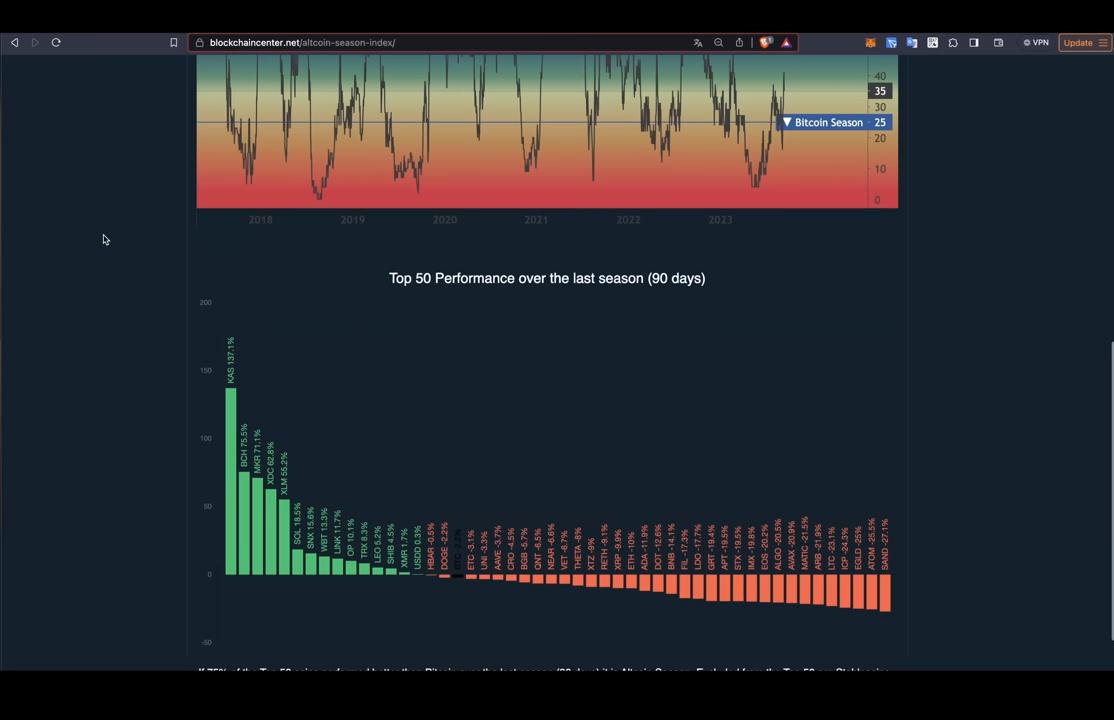 blockchaincenter.net/altcoin-season-index/
VPN
Update
40
35
30
Bitcoin Season 25
20
10
0
2018 2019 2020 2021 2022 2023
Top 50 Performance over the last season (90 days)
200
150
100
50
0
-50
KAS 137.1%
BCH 75.5%
MKR 71.1%
XDC 62.8%
XLM 55.2%
SOL 18.5%
SNX 15.6%
WBT 13.3%
LINK 11.7%
OP 10.1%
TRX 8.3%
LEO 5.2%
SHIB 4.5%
XMR 1.7%
USDD 0.3%
HBAR -0.5%
DOGE -2.2%
ETC -3.1%
UNI -3.3%
AAVE -3.7%
CRO -4.5%
BGB -5.7%
QNT -6.5%
NEAR -6.6%
VET -6.7%
THETA -8%
XTZ -9%
RETH -9.1%
XRP -9.9%
ETH -10%
ADA -11.9%
DOT -12.6%
BNB -14.1%
FIL -17.3%
LDO -17.7%
GRT -19.4%
APT -19.5%
STX -19.5%
IMX -19.8%
EOS -20.2%
ALGO -20.5%
AVAX -20.9%
MATIC -21.5%
ARB -21.9%
LTC -23.1%
ICP -24.3%
EGLD -25%
ATOM -25.5%
SAND -27.1%